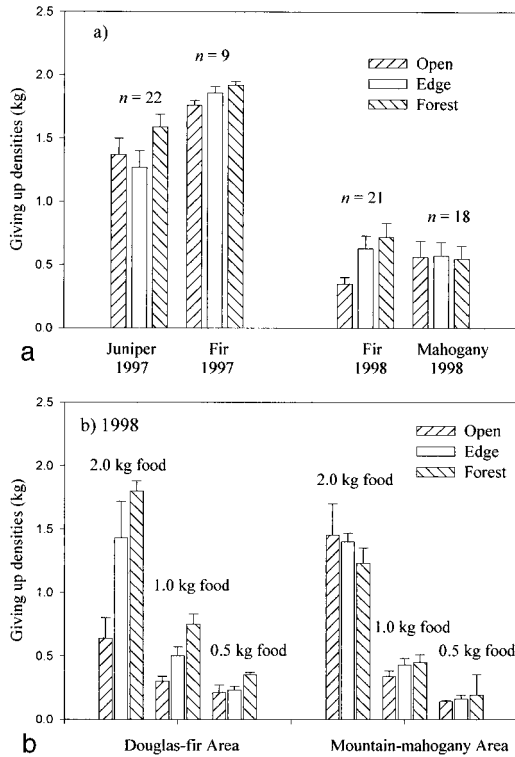 a)
Open
Edge
Forest
n = 9
n = 22
n = 21
n = 18
Giving up densities (kg)
2.5
2.0
1.5
1.0
0.5
0.0
Juniper
1997
Fir
1997
Fir
1998
Mahogany
1998
a
b) 1998
Open
Edge
Forest
2.0 kg food
1.0 kg food
0.5 kg food
2.0 kg food
1.0 kg food
0.5 kg food
Giving up densities (kg)
2.5
2.0
1.5
1.0
0.5
0.0
Douglas-fir Area
Mountain-mahogany Area
b